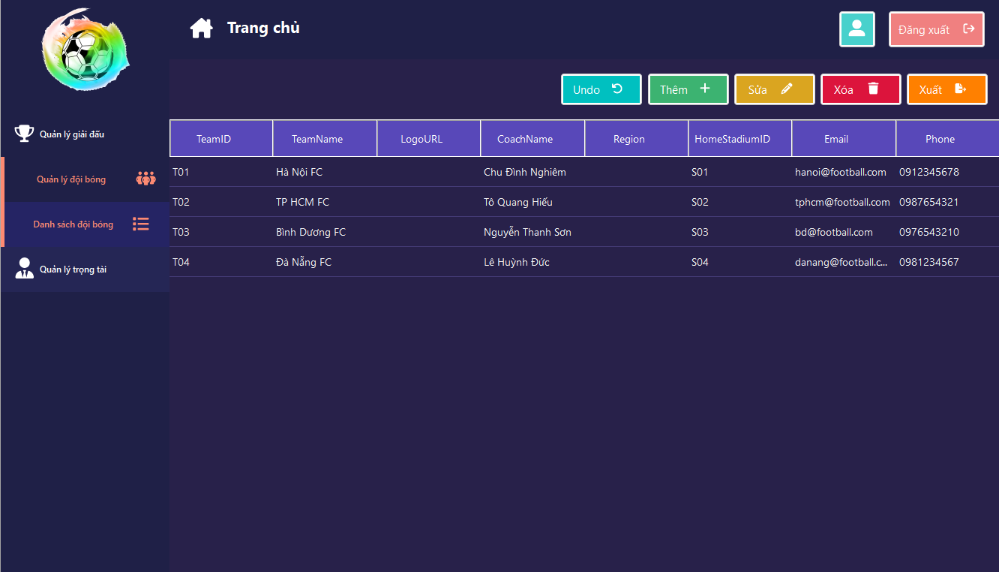 Trang chủ
Đăng xuất
Undo Thêm Sửa Xóa Xuất
Quản lý giải đấu
Quản lý đội bóng
Danh sách đội bóng
Quản lý trọng tài
TeamID TeamName LogoURL CoachName Region HomeStadiumID Email Phone
T01 Hà Nội FC Chu Đình Nghiêm S01 hanoi@football.com 0912345678
T02 TP HCM FC Tô Quang Hiếu S02 tphcm@football.com 0987654321
T03 Bình Dương FC Nguyễn Thanh Sơn S03 bd@football.com 0976543210
T04 Đà Nẵng FC Lê Huỳnh Đức S04 danang@football.c... 0981234567